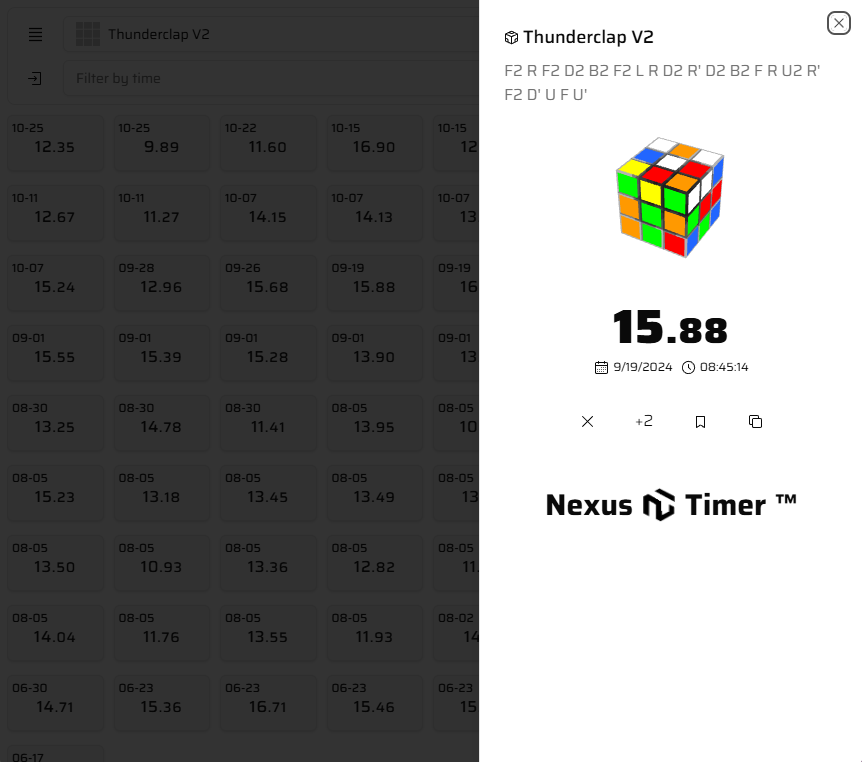 Thunderclap V2
Filter by time
10-25 10-25 10-22 10-15 10-15
12.35 9.89 11.60 16.90 12
10-11 10-11 10-07 10-07 10-07
12.67 11.27 14.15 14.13 13
10-07 09-28 09-26 09-19 09-19
15.24 12.96 15.68 15.88 16
09-01 09-01 09-01 09-01 09-01
15.55 15.39 15.28 13.90 13
08-30 08-30 08-30 08-05 08-05
13.25 14.78 11.41 13.95 10
08-05 08-05 08-05 08-05 08-05
15.23 13.18 13.45 13.49 13
08-05 08-05 08-05 08-05 08-05
13.50 10.93 13.36 12.82 11.
08-05 08-05 08-05 08-05 08-02
14.04 11.76 13.55 11.93 14
06-30 06-23 06-23 06-23 06-23
14.71 15.36 16.71 15.46 15
06-17
Thunderclap V2
F2 R F2 D2 B2 F2 L R D2 R' D2 B2 F R U2 R'
F2 D' U F U'
15.88
9/19/2024 08:45:14
+2
Nexus Timer ™